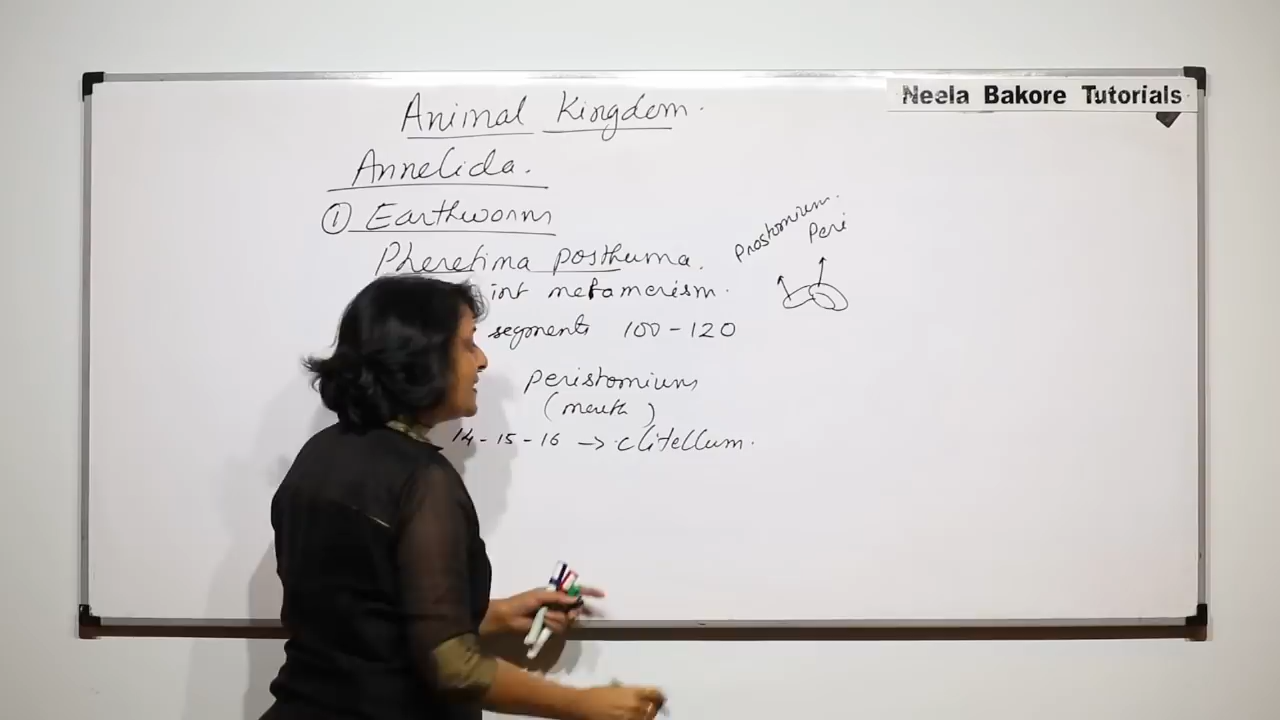 Neela Bakore Tutorials
Animal Kingdom.
Annelida.
① Earthworm
Pheretima posthuma.
int metamerism.
segments 100-120
peristomium
(mouth)
14-15-16 → clitellum.
Prostomium.
Peri